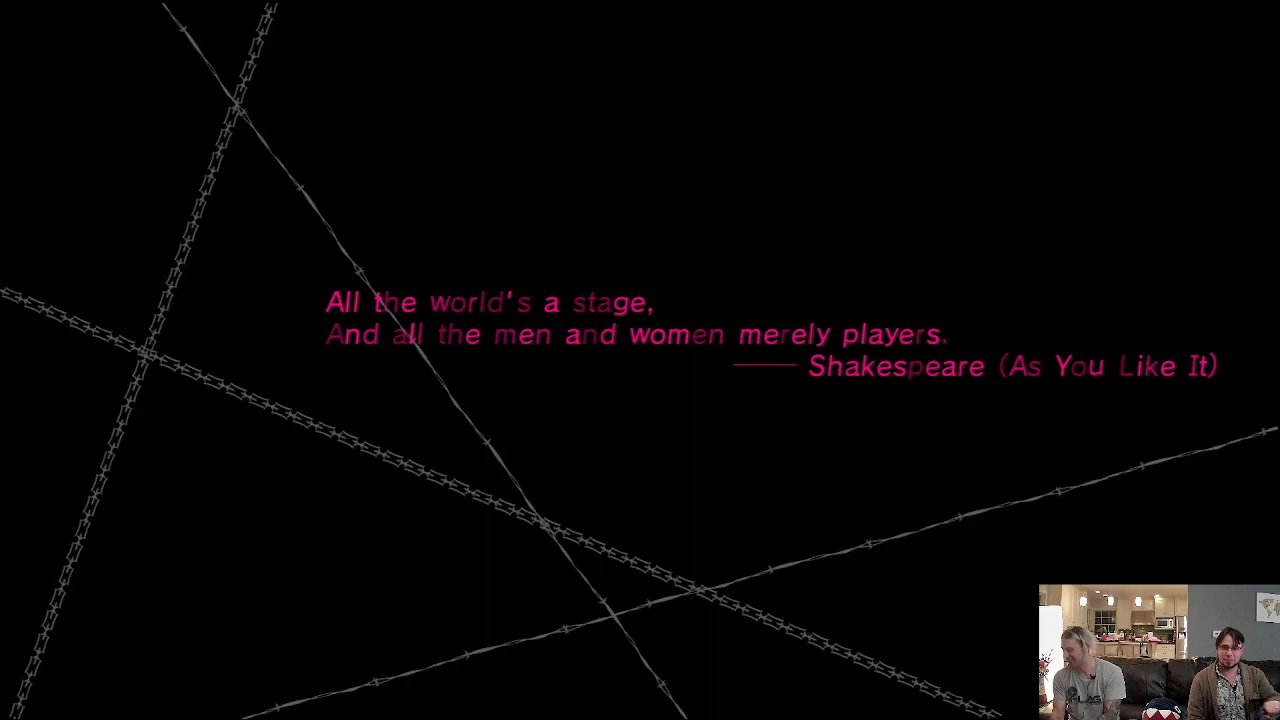 All the world's a stage,
And all the men and women merely players.
—— Shakespeare (As You Like It)